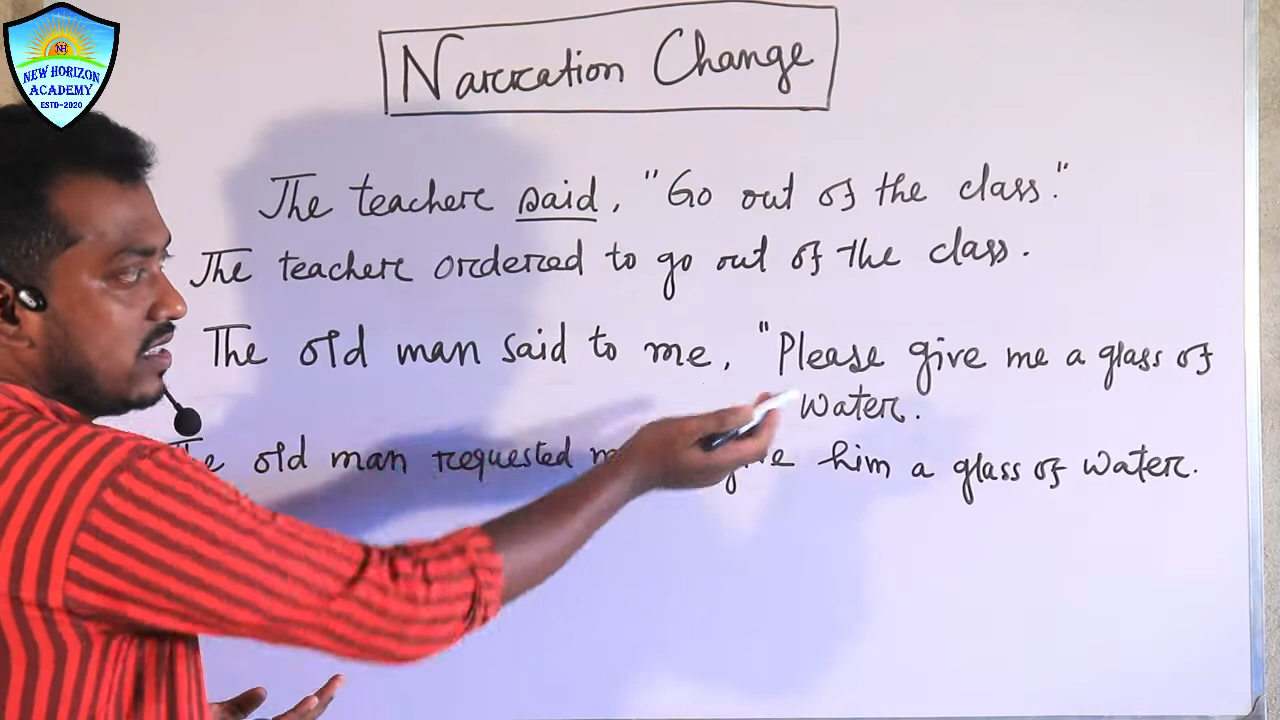 NH
NEW HORIZON
ACADEMY
ESTD-2020
Narration Change
The teacher said, "Go out of the class."
The teacher ordered to go out of the class.
The old man said to me, "Please give me a glass of
water.
old man requested him a glass of water.